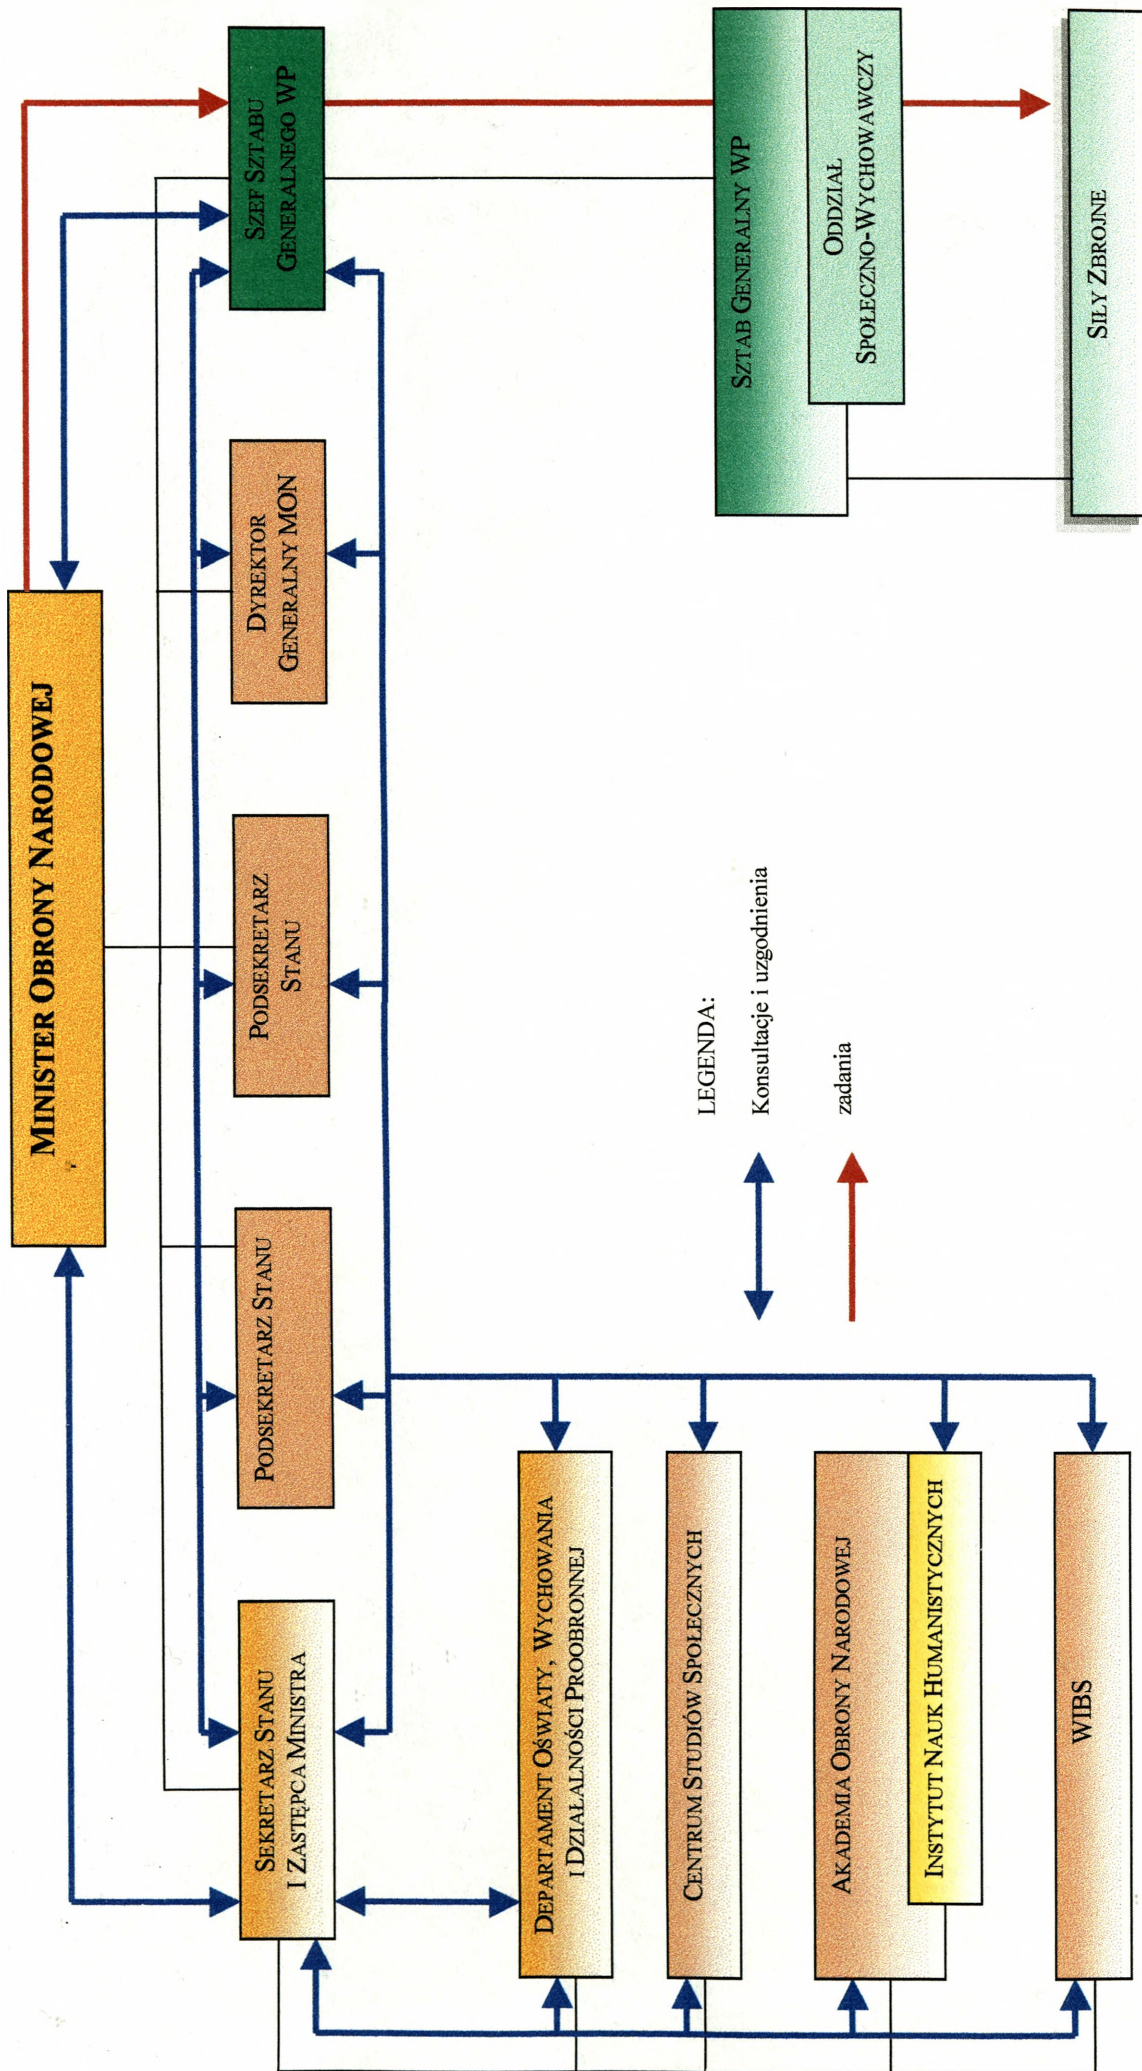 MINISTER OBRONY NARODOWEJ
SEKRETARZ STANU
I ZASTĘPCA MINISTRA
PODSEKRETARZ STANU
PODSEKRETARZ
STANU
DYREKTOR
GENERALNY MON
SZEF SZTABU
GENERALNEGO WP
DEPARTAMENT OŚWIATY, WYCHOWANIA
I DZIAŁALNOŚCI PROOBRONNEJ
CENTRUM STUDIÓW SPOŁECZNYCH
AKADEMIA OBRONY NARODOWEJ
INSTYTUT NAUK HUMANISTYCZNYCH
WIBS
LEGENDA:
Konsultacje i uzgodnienia
zadania
SZTAB GENERALNY WP
ODDZIAŁ
SPOŁECZNO-WYCHOWAWCZY
SIŁY ZBROJNE